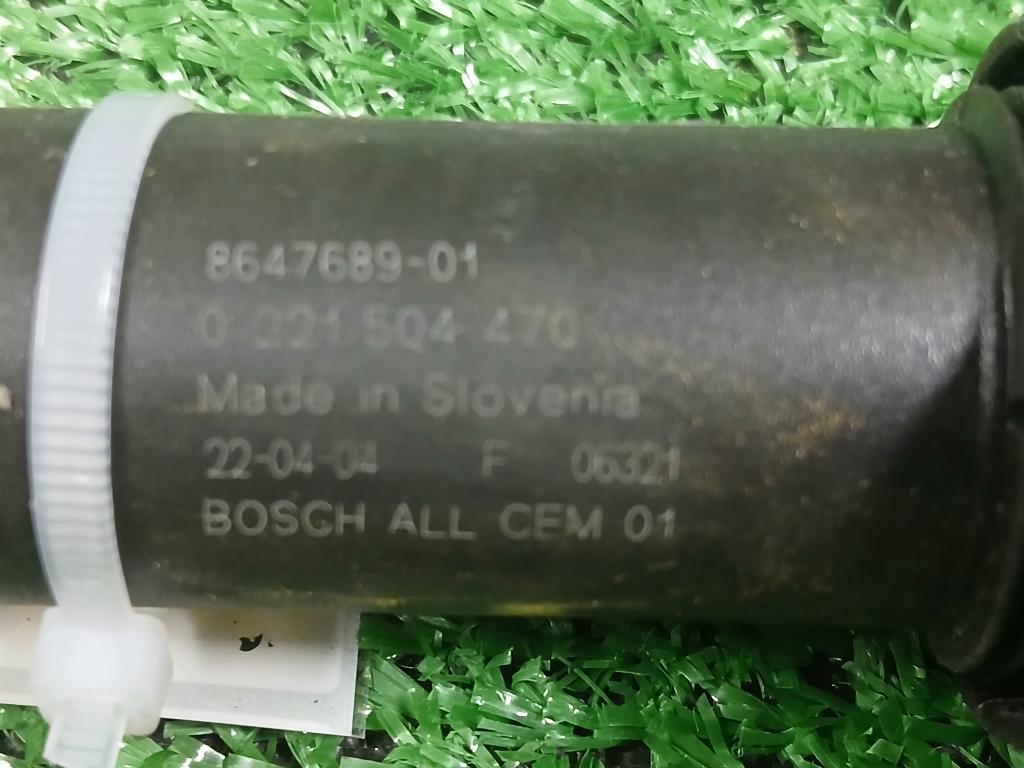 8647689-01
0 221 504 470
Made in Slovenia
22-04-04 F 06321
BOSCH ALL CEM 01